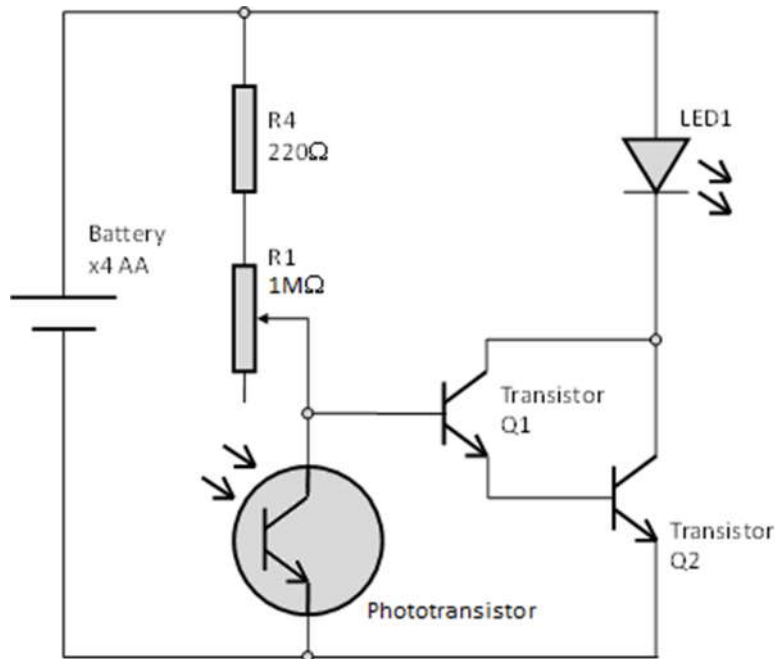 R4
220Ω
LED1
Battery
x4 AA
R1
1MΩ
Transistor
Q1
Transistor
Q2
Phototransistor